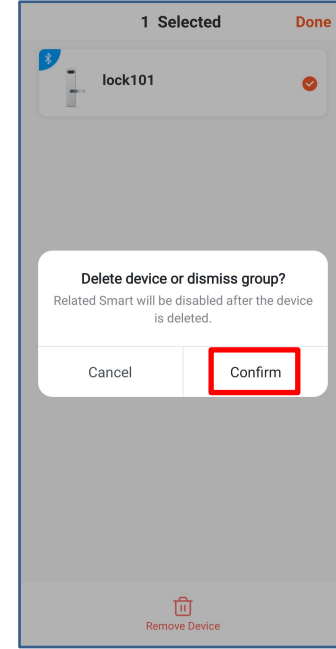 1 Selected
Done
lock101
Delete device or dismiss group?
Related Smart will be disabled after the device
is deleted.
Cancel
Confirm
Remove Device